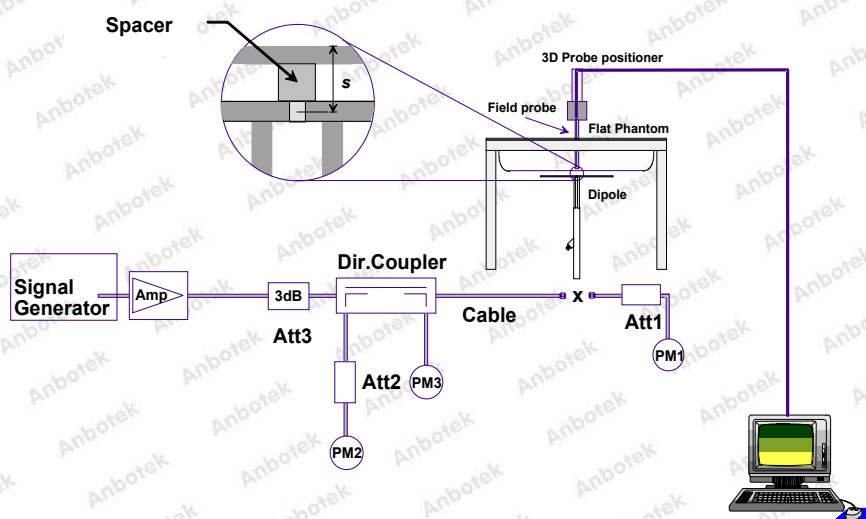 Spacer
s
3D Probe positioner
Field probe
Flat Phantom
Dipole
Signal
Generator
Amp
3dB
Att3
Dir.Coupler
Cable
X
Att1
PM1
Att2
PM3
PM2
Anbotek